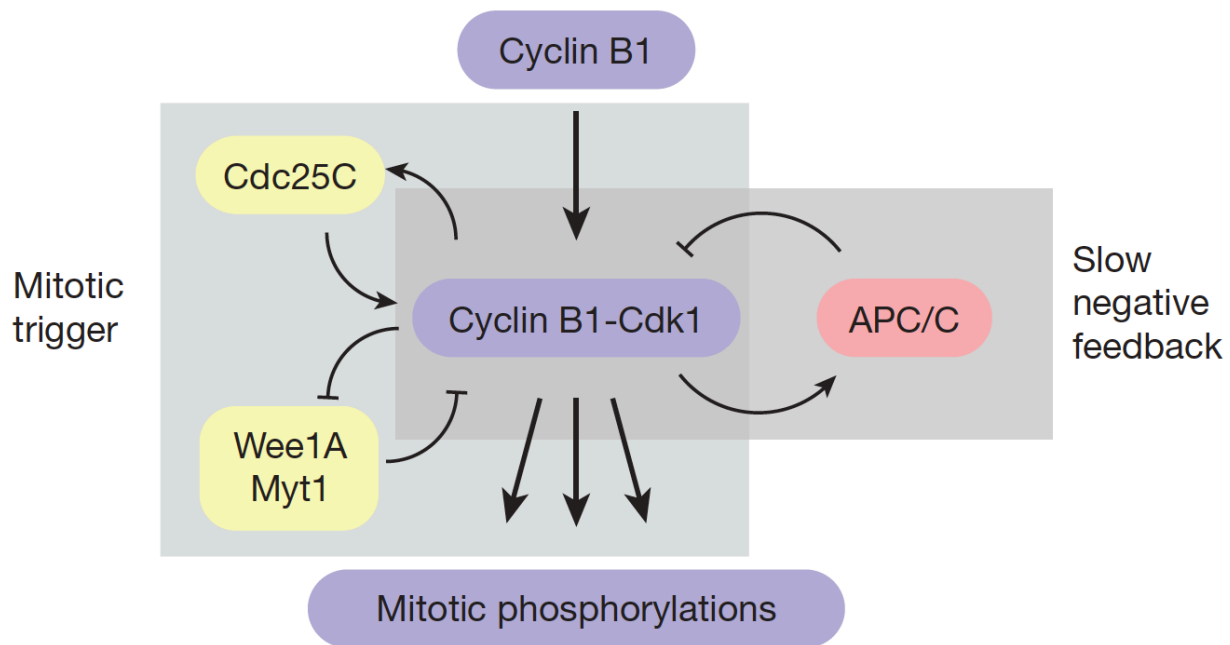 Cyclin B1
Cdc25C
Mitotic
trigger
Cyclin B1-Cdk1
APC/C
Slow
negative
feedback
Wee1A
Myt1
Mitotic phosphorylations